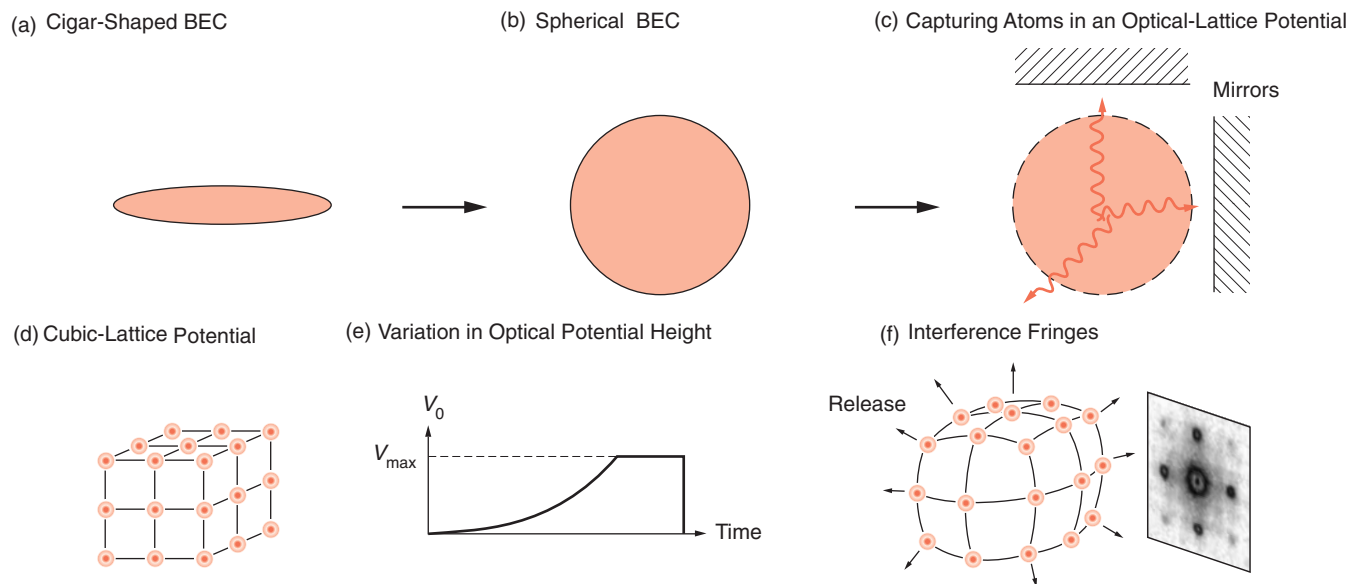 (a) Cigar-Shaped BEC
(b) Spherical BEC
(c) Capturing Atoms in an Optical-Lattice Potential
Mirrors
(d) Cubic-Lattice Potential
(e) Variation in Optical Potential Height
V0
Vmax
Time
(f) Interference Fringes
Release